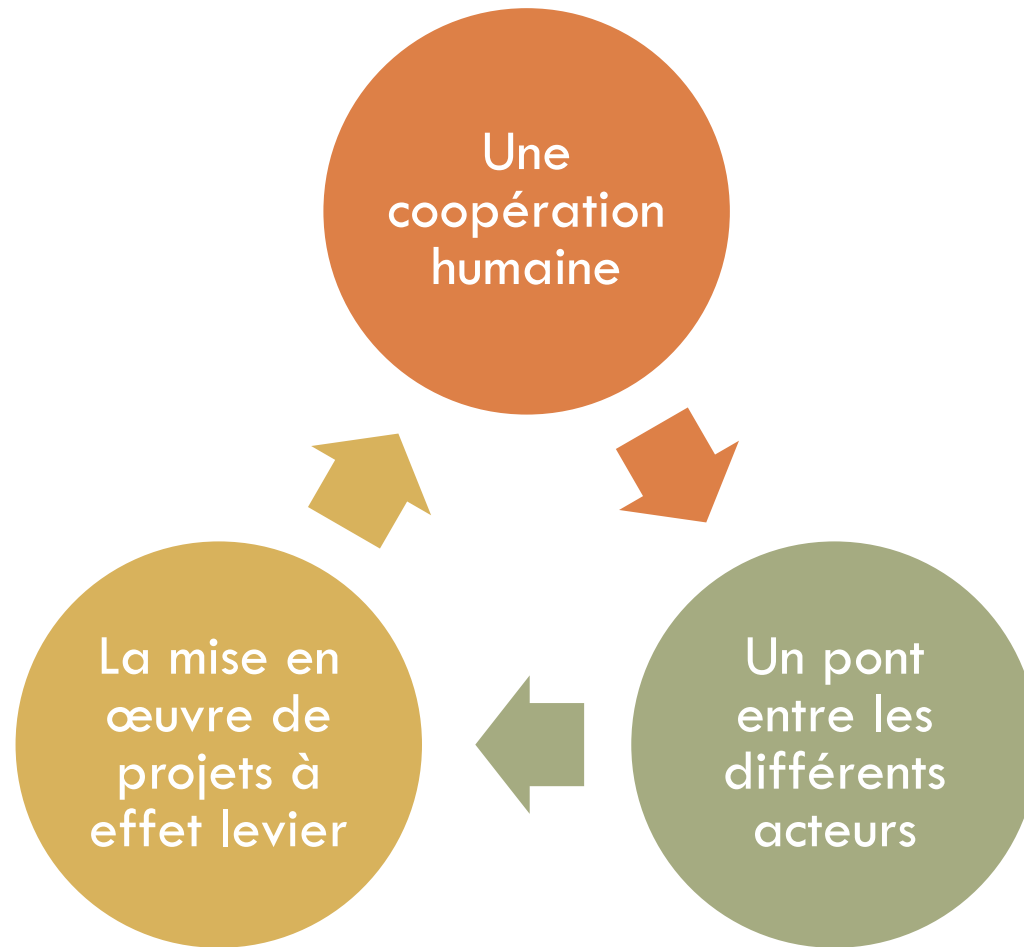 Une
coopération
humaine
Un pont
entre les
différents
acteurs
La mise en
œuvre de
projets à
effet levier